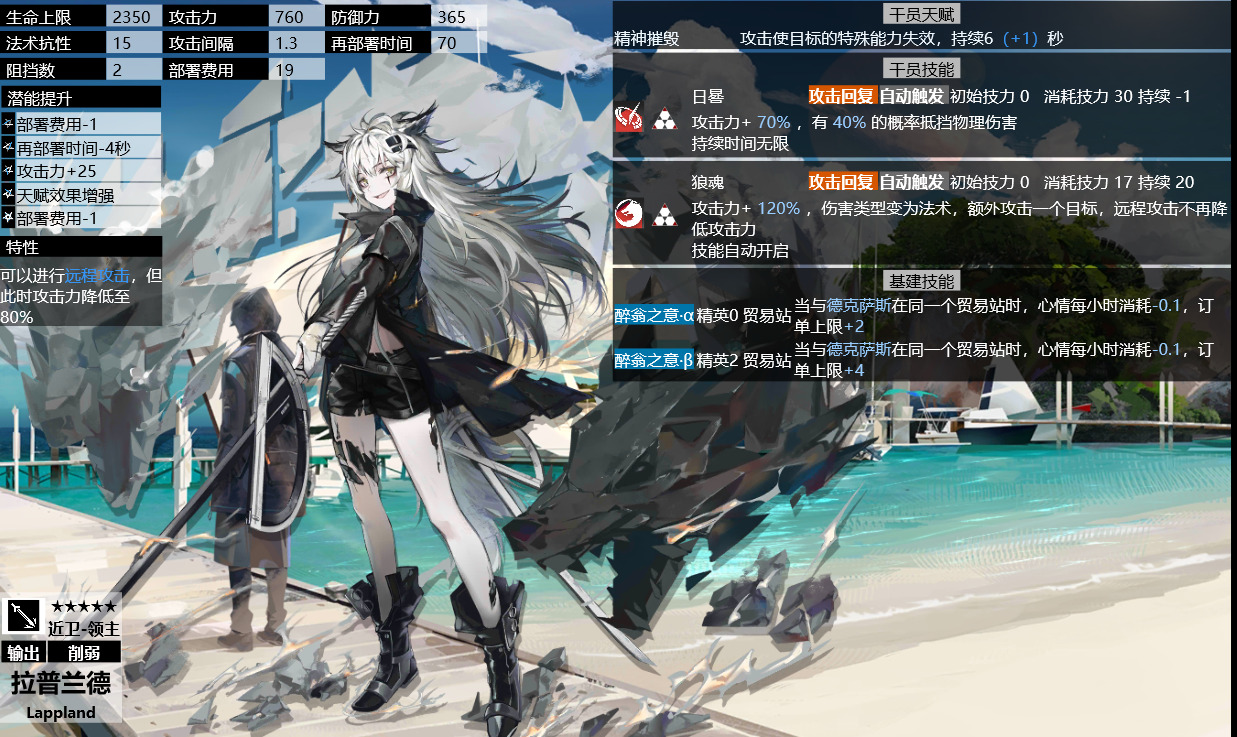 生命上限 2350 攻击力 760 防御力 365
法术抗性 15 攻击间隔 1.3 再部署时间 70
阻挡数 2 部署费用 19
潜能提升
部署费用-1
再部署时间-4秒
攻击力+25
天赋效果增强
部署费用-1
特性
可以进行远程攻击，但
此时攻击力降低至
80%
★★★★★
近卫-领主
输出 削弱
拉普兰德
Lappland
干员天赋
精神摧毁 攻击使目标的特殊能力失效，持续6（+1）秒
干员技能
日暴 攻击回复 自动触发 初始技力 0 消耗技力 30 持续 -1
攻击力+ 70% ，有 40% 的概率抵挡物理伤害
持续时间无限
狼魂 攻击回复 自动触发 初始技力 0 消耗技力 17 持续 20
攻击力+ 120% ，伤害类型变为法术，额外攻击一个目标，远程攻击不再降
低攻击力
技能自动开启
基建技能
醉翁之意·α 精英0 贸易站 当与德克萨斯在同一个贸易站时，心情每小时消耗-0.1，订
单上限+2
醉翁之意·β 精英2 贸易站 当与德克萨斯在同一个贸易站时，心情每小时消耗-0.1，订
单上限+4